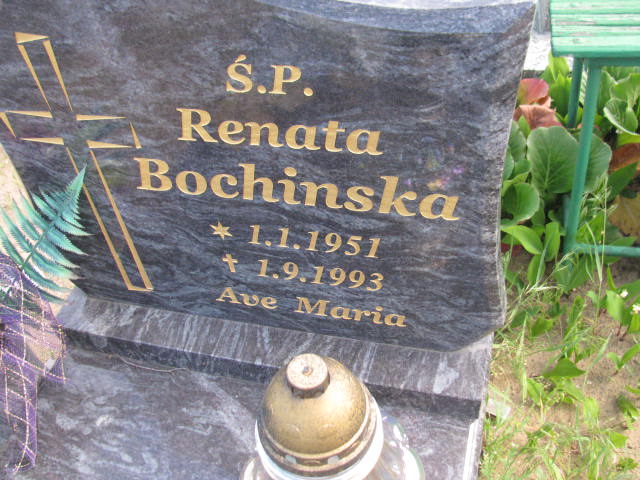 Ś.P.
Renata
Bochinska
* 1.1.1951
✝ 1.9.1993
Ave Maria